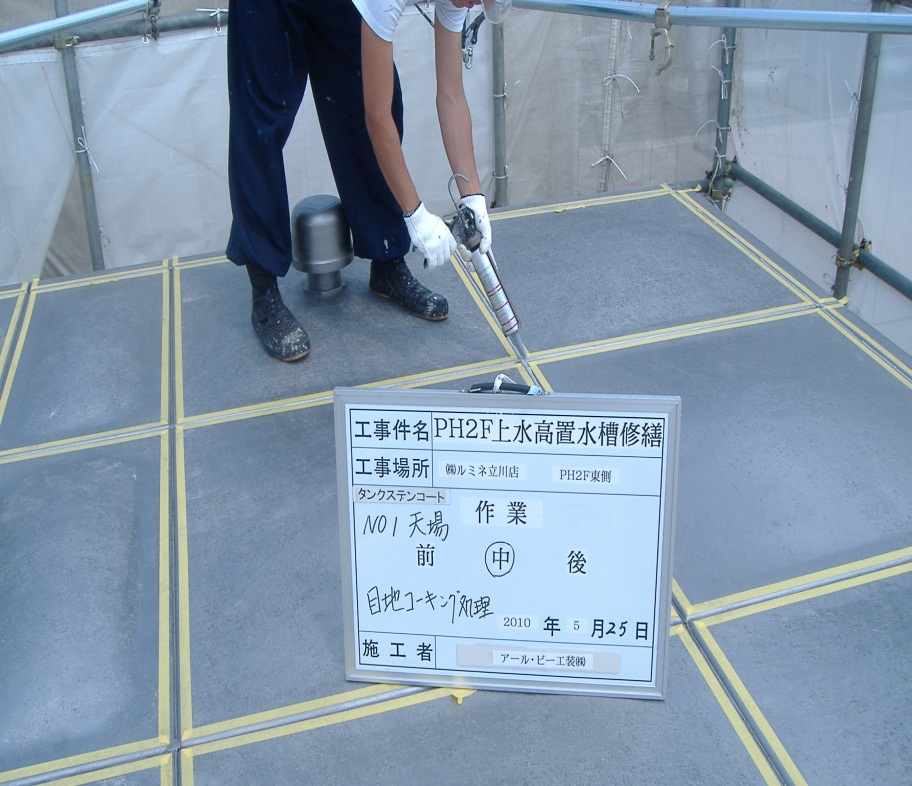 工事件名 PH2F上水高置水槽修繕
工事場所 ㈱ルミネ立川店 PH2F東側
タンクステンコート
作業
NO1 天場
前 中 後
目地コーキング処理
2010 年 5 月 25 日
施工者 アール・ビー工装㈱